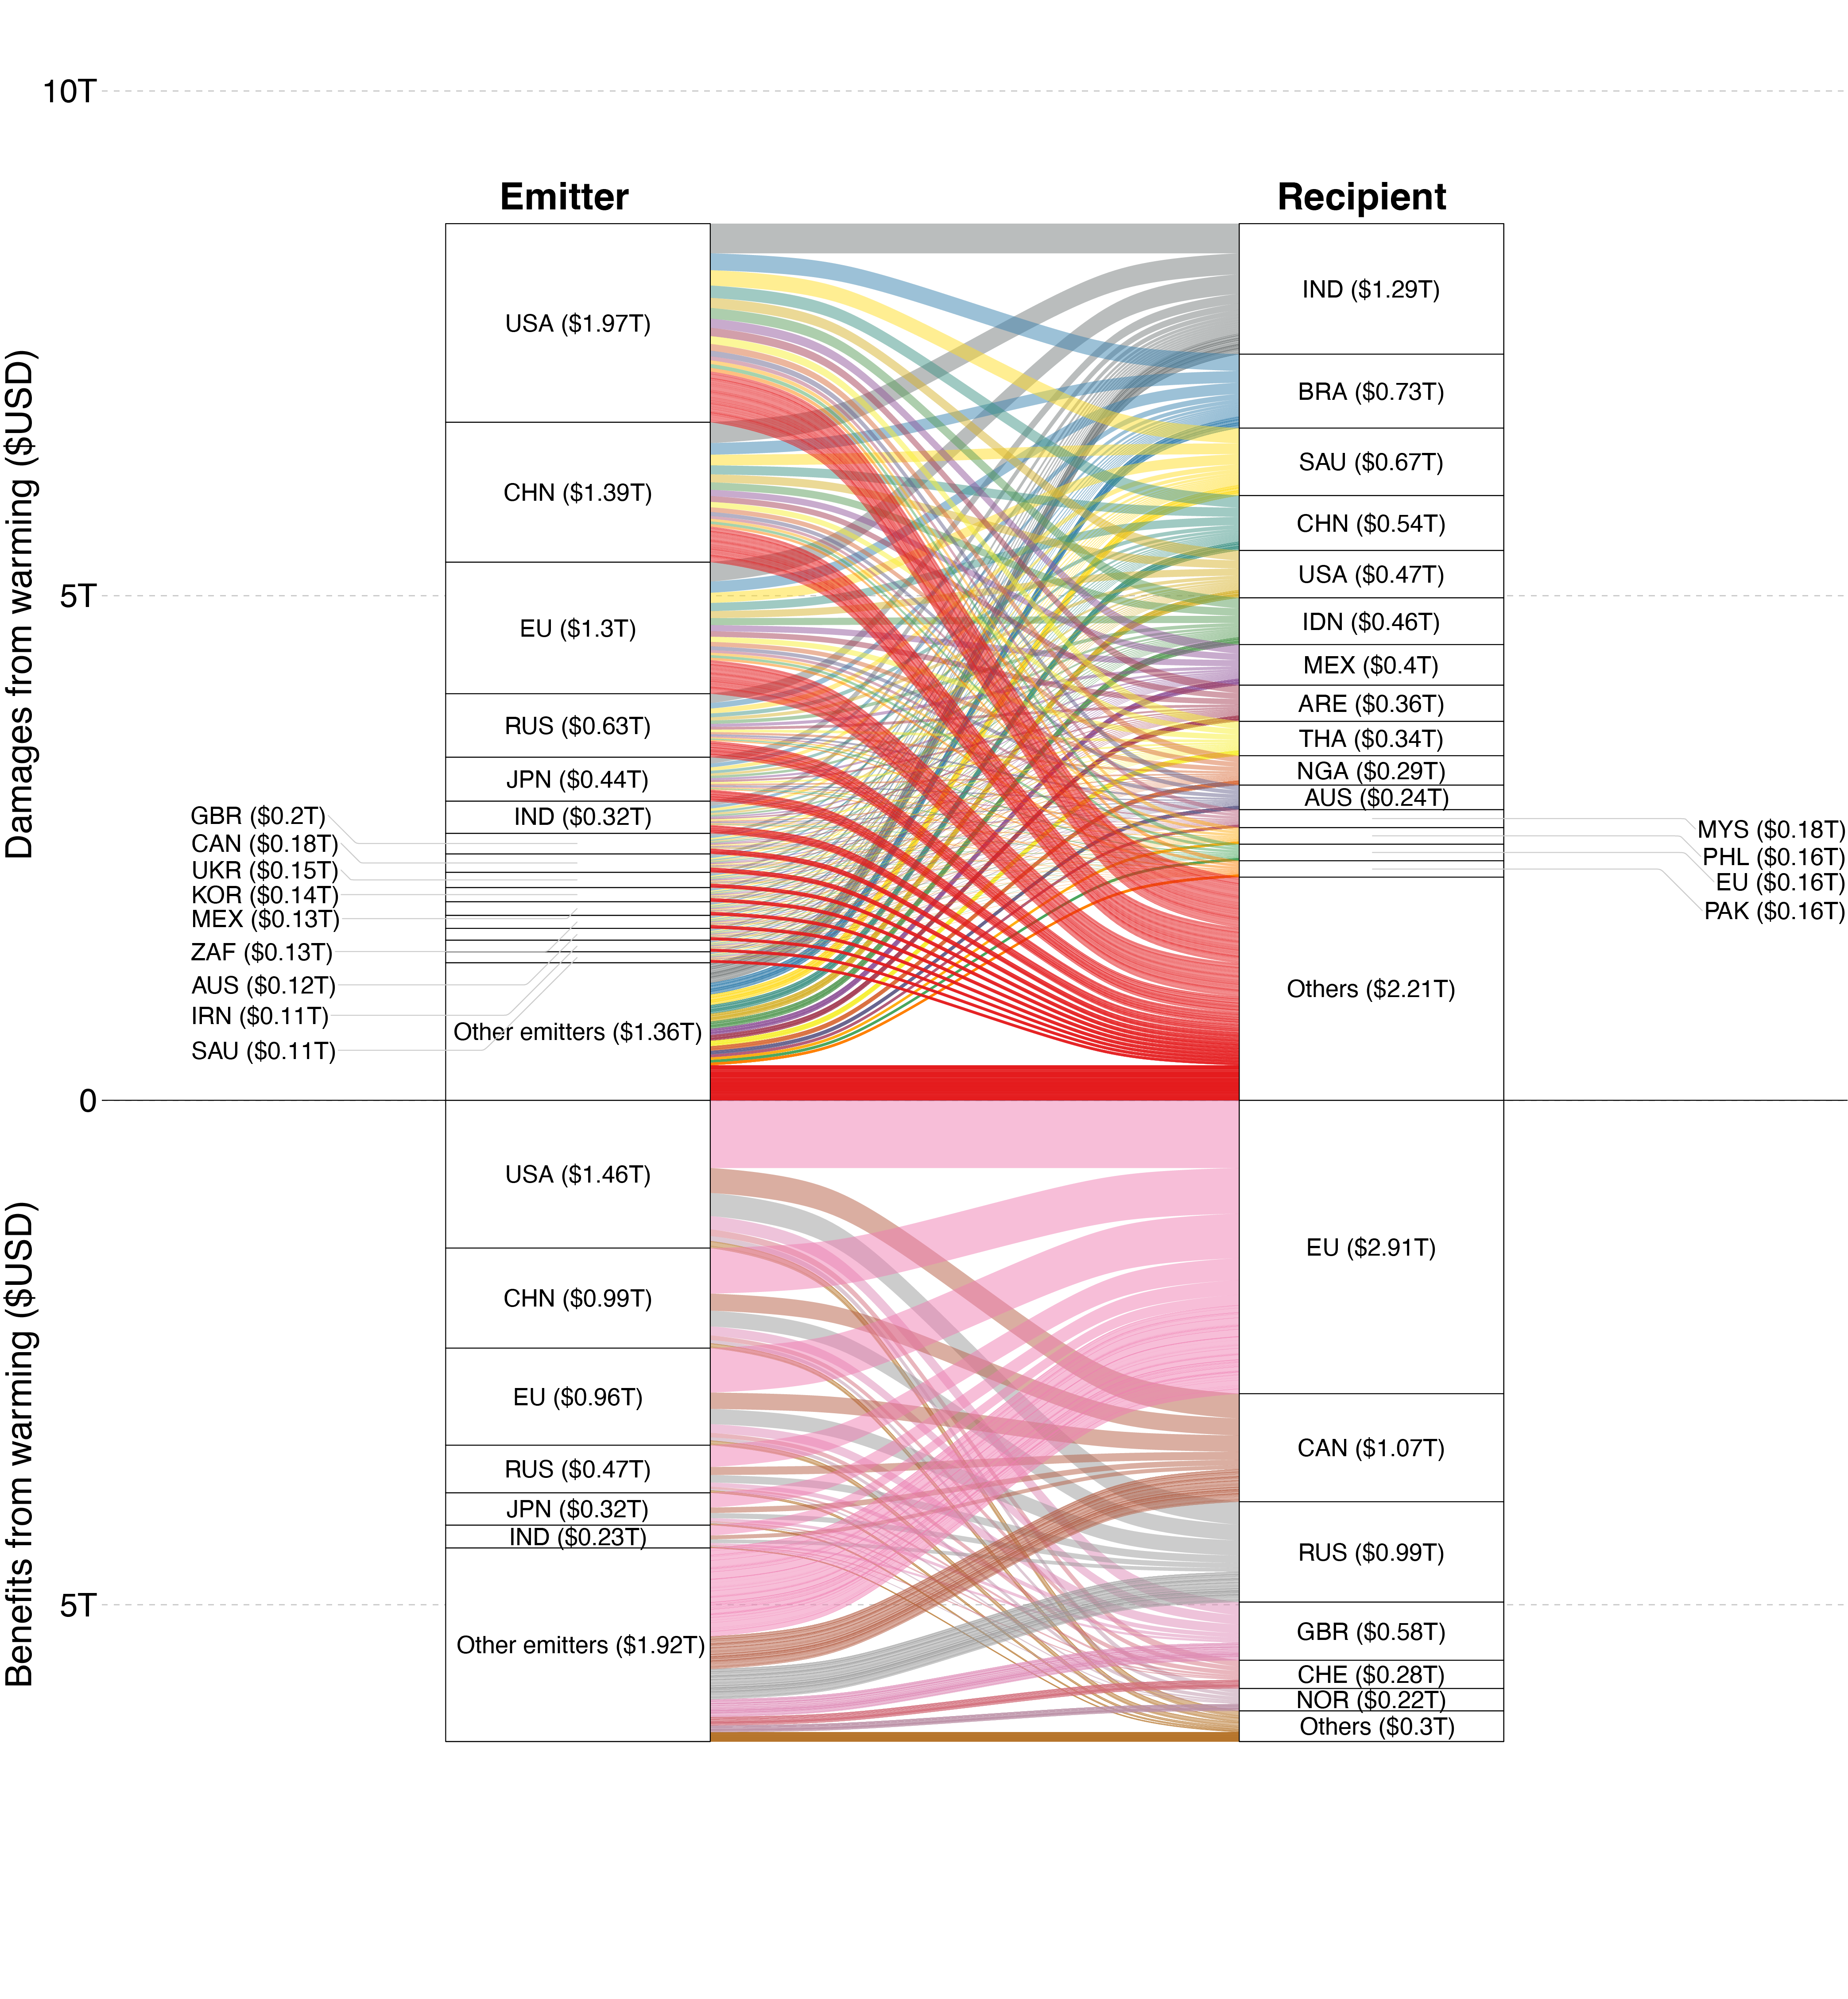 10T
Emitter
Recipient
USA ($1.97T)
CHN ($1.39T)
EU ($1.3T)
RUS ($0.63T)
JPN ($0.44T)
IND ($0.32T)
GBR ($0.2T)
CAN ($0.18T)
UKR ($0.15T)
KOR ($0.14T)
MEX ($0.13T)
ZAF ($0.13T)
AUS ($0.12T)
IRN ($0.11T)
SAU ($0.11T)
Other emitters ($1.36T)
IND ($1.29T)
BRA ($0.73T)
SAU ($0.67T)
CHN ($0.54T)
USA ($0.47T)
IDN ($0.46T)
MEX ($0.4T)
ARE ($0.36T)
THA ($0.34T)
NGA ($0.29T)
AUS ($0.24T)
MYS ($0.18T)
PHL ($0.16T)
EU ($0.16T)
PAK ($0.16T)
Others ($2.21T)
Damages from warming ($USD)
5T
0
USA ($1.46T)
CHN ($0.99T)
EU ($0.96T)
RUS ($0.47T)
JPN ($0.32T)
IND ($0.23T)
Other emitters ($1.92T)
EU ($2.91T)
CAN ($1.07T)
RUS ($0.99T)
GBR ($0.58T)
CHE ($0.28T)
NOR ($0.22T)
Others ($0.3T)
Benefits from warming ($USD)
5T